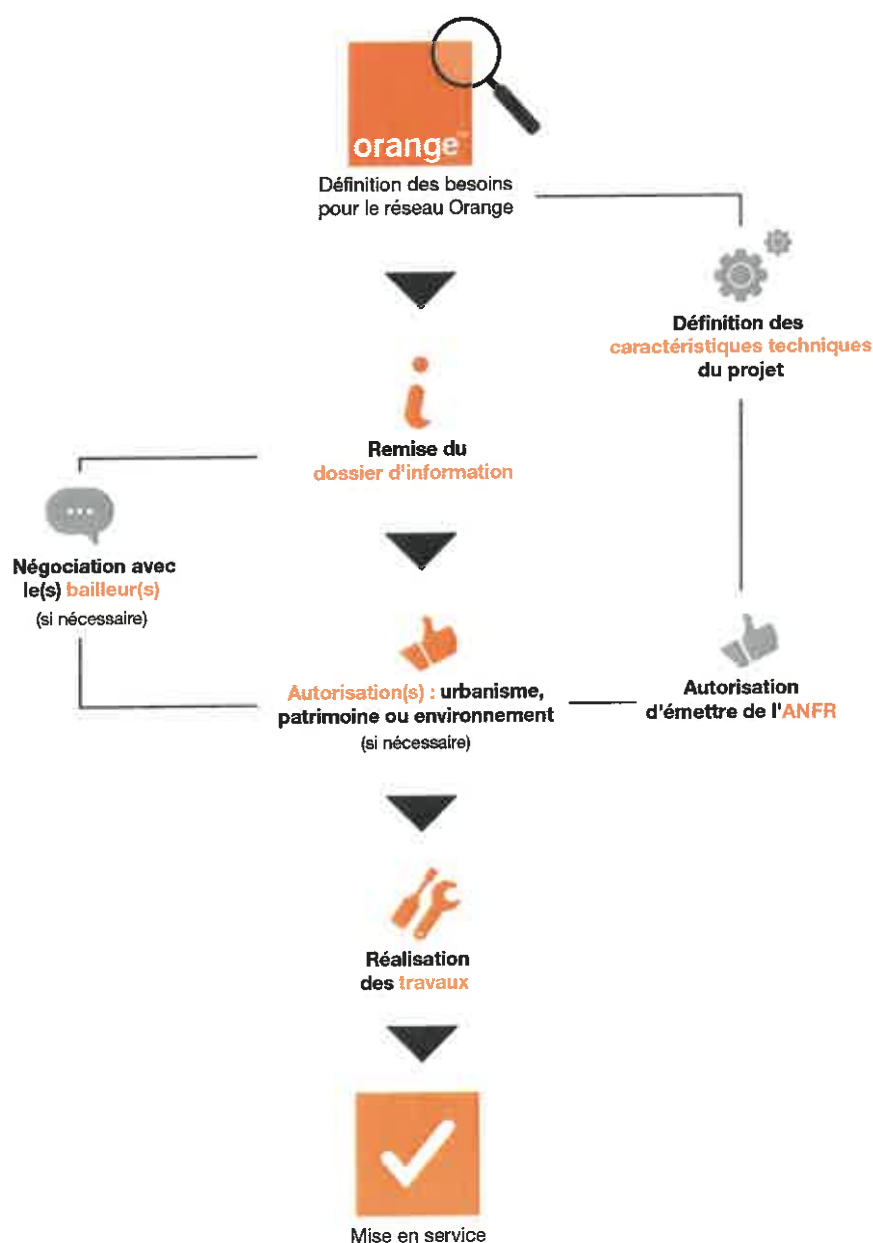 orange™
Définition des besoins
pour le réseau Orange
Définition des
caractéristiques techniques
du projet
Remise du
dossier d'information
Négociation avec
le(s) bailleur(s)
(si nécessaire)
Autorisation(s) : urbanisme,
patrimoine ou environnement
(si nécessaire)
Autorisation
d'émettre de l'ANFR
Réalisation
des travaux
Mise en service